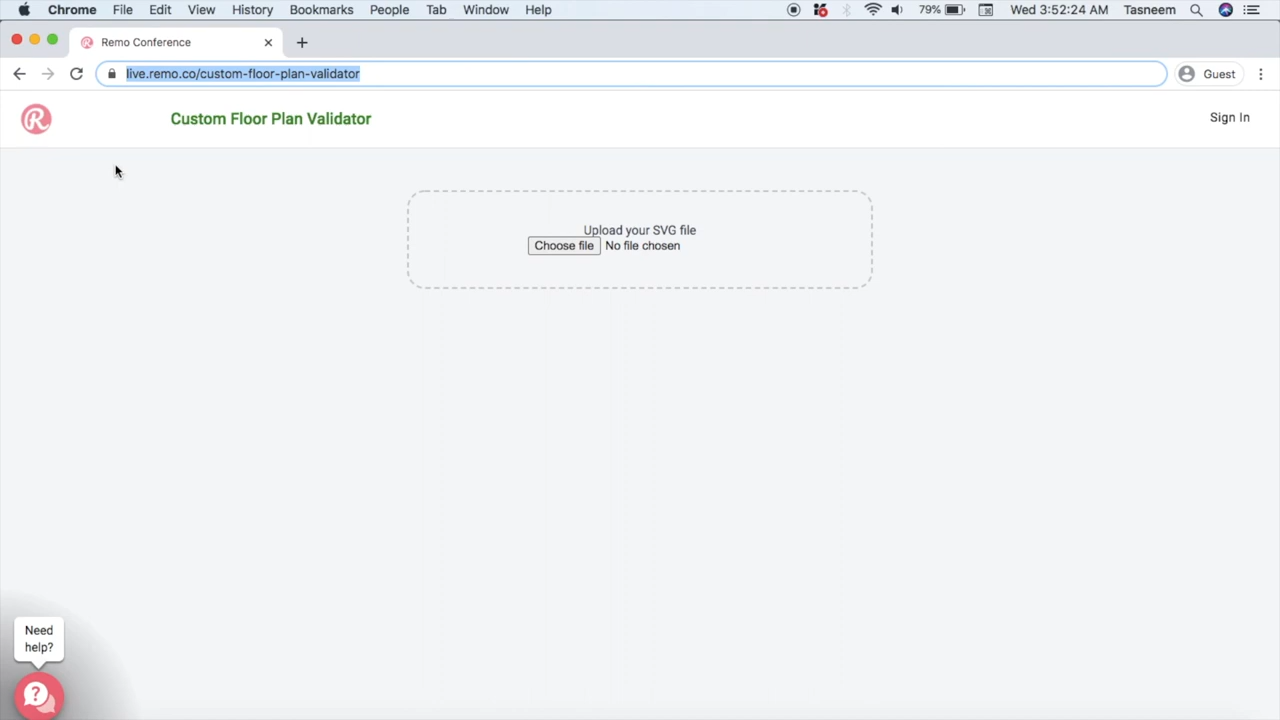 Chrome File Edit View History Bookmarks People Tab Window Help 79% Wed 3:52:24 AM Tasneem
Remo Conference
live.remo.co/custom-floor-plan-validator Guest
R Custom Floor Plan Validator Sign In
Upload your SVG file
Choose file No file chosen
Need
help?
?